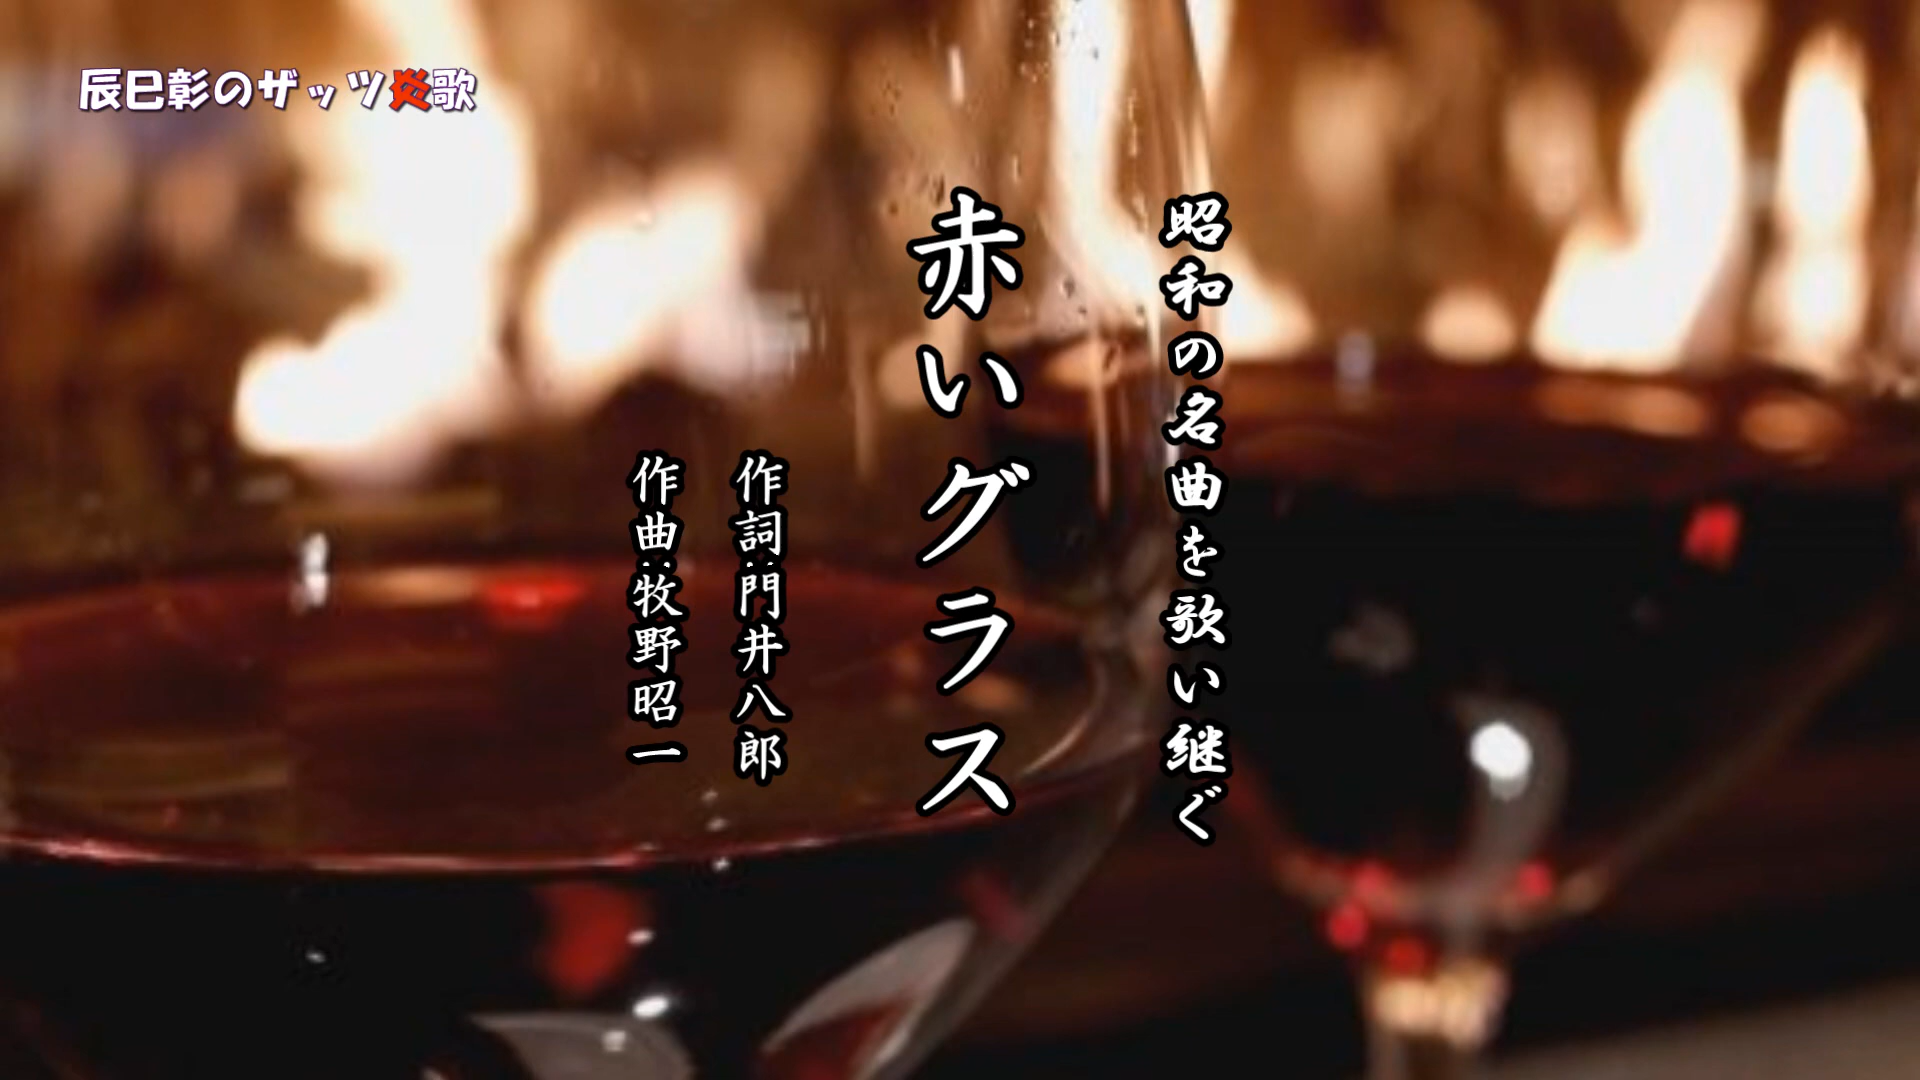 辰巳彰のザッツ炎歌
昭和の名曲を歌い継ぐ
赤いグラス
作詞:門井八郎
作曲:牧野昭一